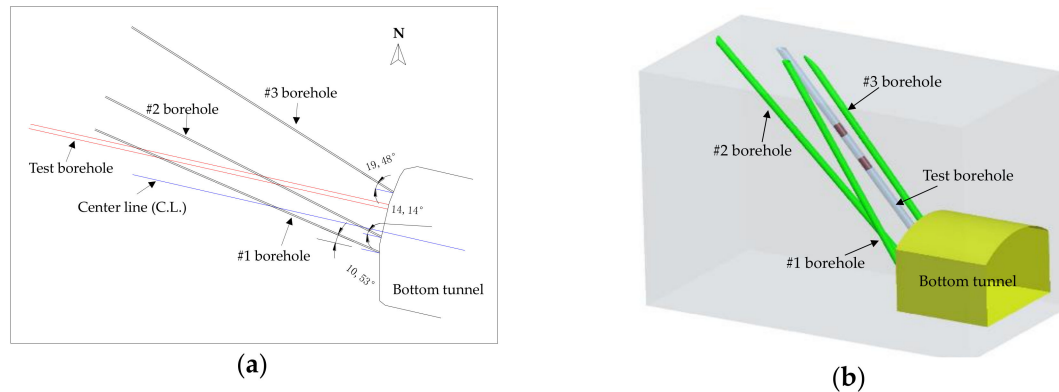 N
#3 borehole
#2 borehole
Test borehole
Center line (C.L.)
#1 borehole
19,48°
14,14°
10,53°
Bottom tunnel
(a)
#3 borehole
#2 borehole
Test borehole
#1 borehole
Bottom tunnel
(b)